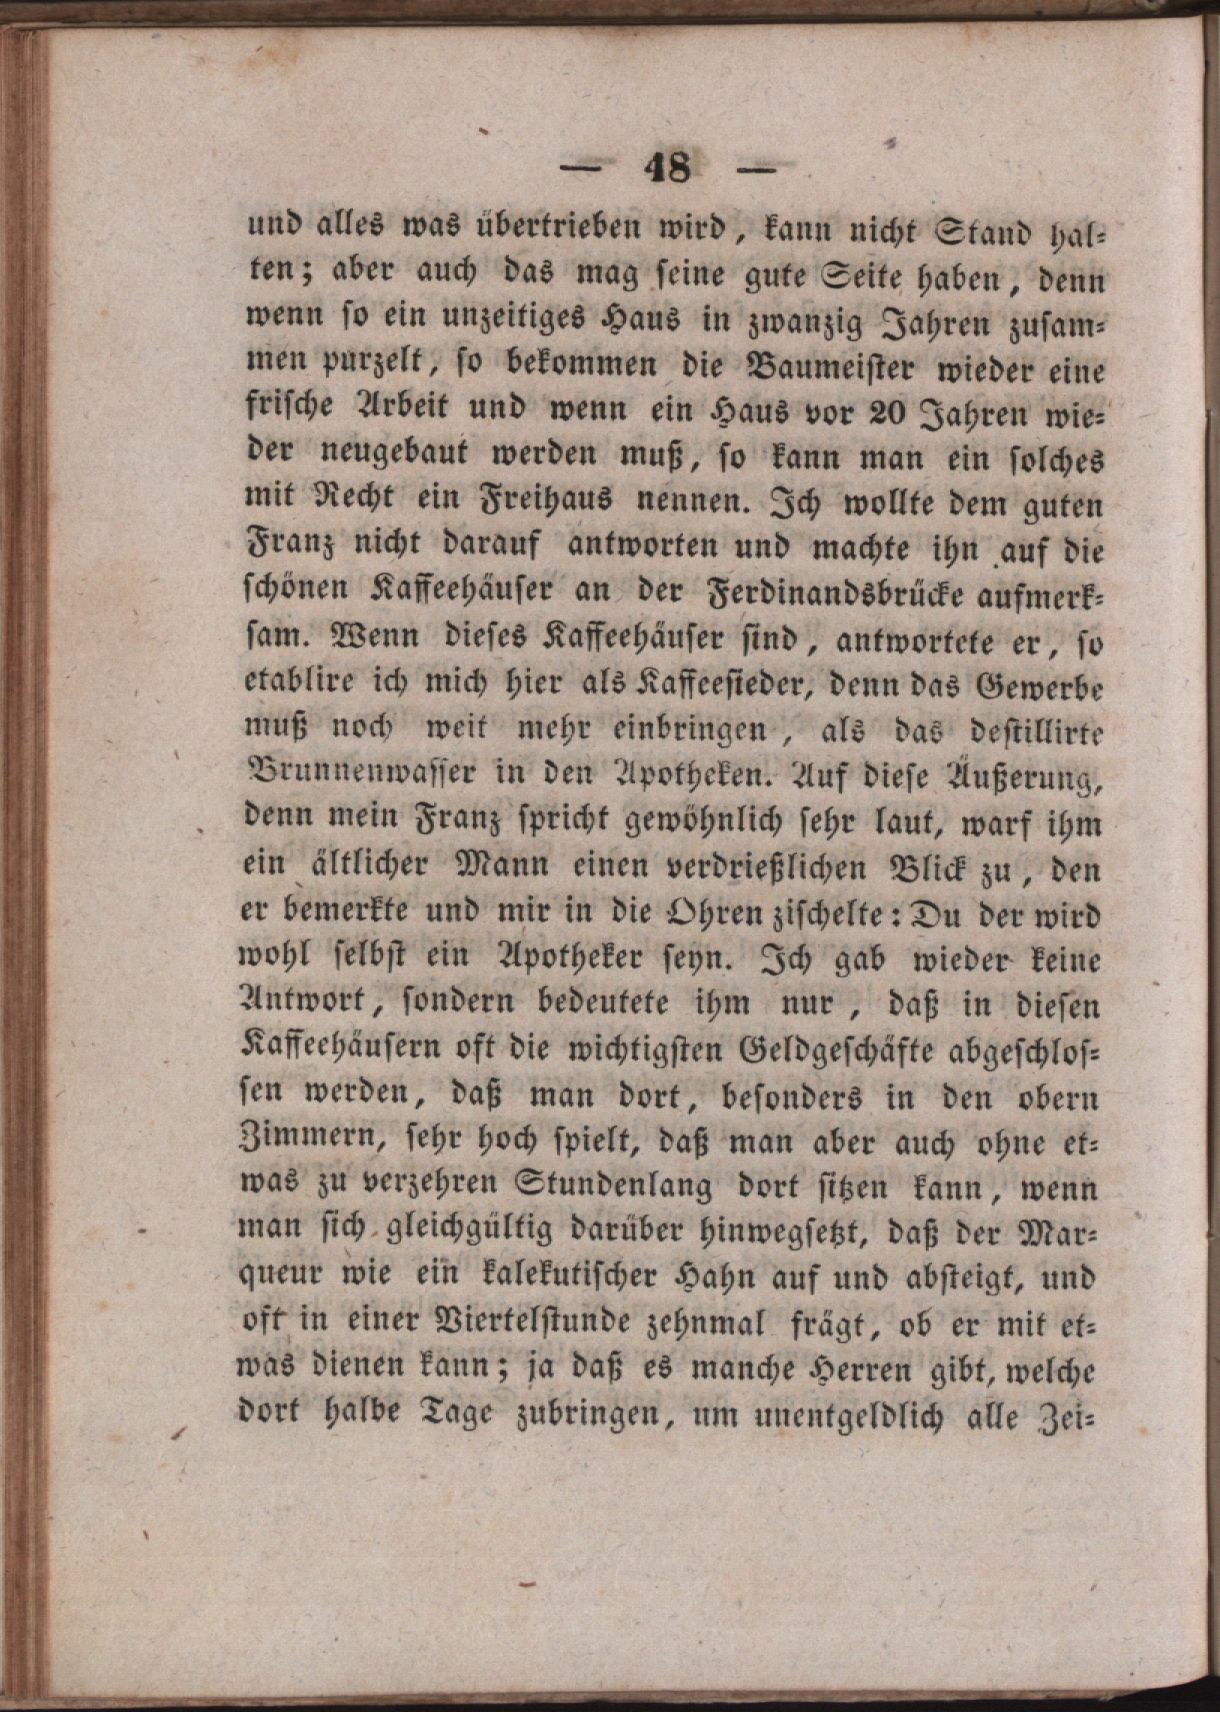 — 48 —
und alles was übertrieben wird, kann nicht Stand hal-
ten; aber auch das mag seine gute Seite haben, denn
wenn so ein unzeitiges Haus in zwanzig Jahren zusam-
men purzelt, so bekommen die Baumeister wieder eine
frische Arbeit und wenn ein Haus vor 20 Jahren wie-
der neugebaut werden muß, so kann man ein solches
mit Recht ein Freihaus nennen. Ich wollte dem guten
Franz nicht darauf antworten und machte ihn auf die
schönen Kaffeehäuser an der Ferdinandsbrücke aufmerk-
sam. Wenn dieses Kaffeehäuser sind, antwortete er, so
etablire ich mich hier als Kaffeesieder, denn das Gewerbe
muß noch weit mehr einbringen, als das destillirte
Brunnenwasser in den Apotheken. Auf diese Äußerung,
denn mein Franz spricht gewöhnlich sehr laut, warf ihm
ein ältlicher Mann einen verdrießlichen Blick zu, den
er bemerkte und mir in die Ohren zischelte: Du der wird
wohl selbst ein Apotheker seyn. Ich gab wieder keine
Antwort, sondern bedeutete ihm nur, daß in diesen
Kaffeehäusern oft die wichtigsten Geldgeschäfte abgeschlos-
sen werden, daß man dort, besonders in den obern
Zimmern, sehr hoch spielt, daß man aber auch ohne et-
was zu verzehren Stundenlang dort sitzen kann, wenn
man sich gleichgültig darüber hinwegsetzt, daß der Mar-
queur wie ein kalekutischer Hahn auf und absteigt, und
oft in einer Viertelstunde zehnmal frägt, ob er mit et-
was dienen kann; ja daß es manche Herren gibt, welche
dort halbe Tage zubringen, um unentgeldlich alle Zei-